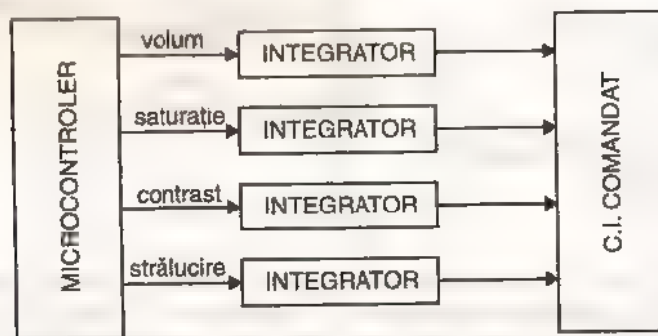 MICROCONTROLER
volum
INTEGRATOR
saturație
INTEGRATOR
contrast
INTEGRATOR
strălucire
INTEGRATOR
C.I. COMANDAT